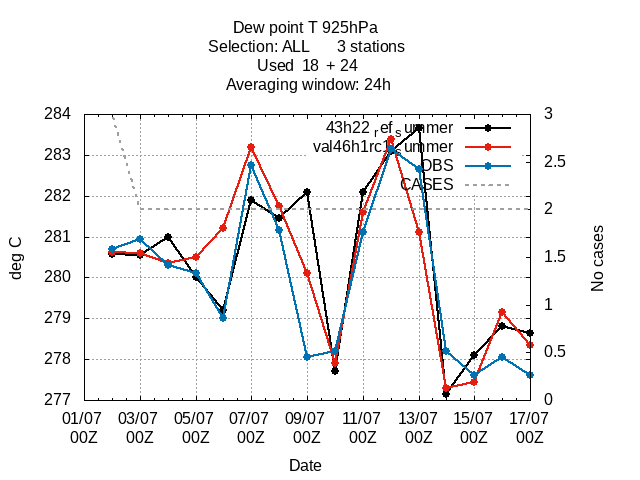 Dew point T 925hPa
Selection: ALL 3 stations
Used 18 + 24
Averaging window: 24h
284 3
43h22refsummer
val46h1rc1summer
OBS
CASES
283 2.5
282 2
281 1.5
280 1
279
278 0.5
277 0
deg C
No cases
01/07 03/07 05/07 07/07 09/07 11/07 13/07 15/07 17/07
00Z 00Z 00Z 00Z 00Z 00Z 00Z 00Z 00Z
Date